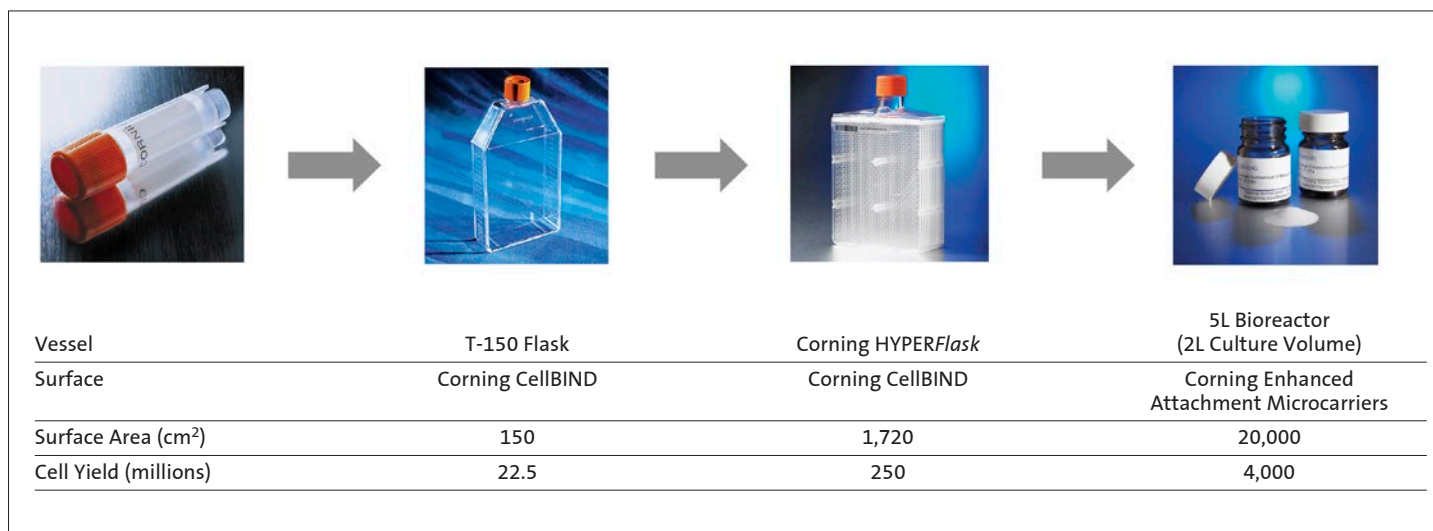 CORNI
Vessel
T-150 Flask
Corning HYPERFlask
5L Bioreactor
(2L Culture Volume)
Surface
Corning CellBIND
Corning CellBIND
Corning Enhanced
Attachment Microcarriers
Surface Area (cm²)
150
1,720
20,000
Cell Yield (millions)
22.5
250
4,000